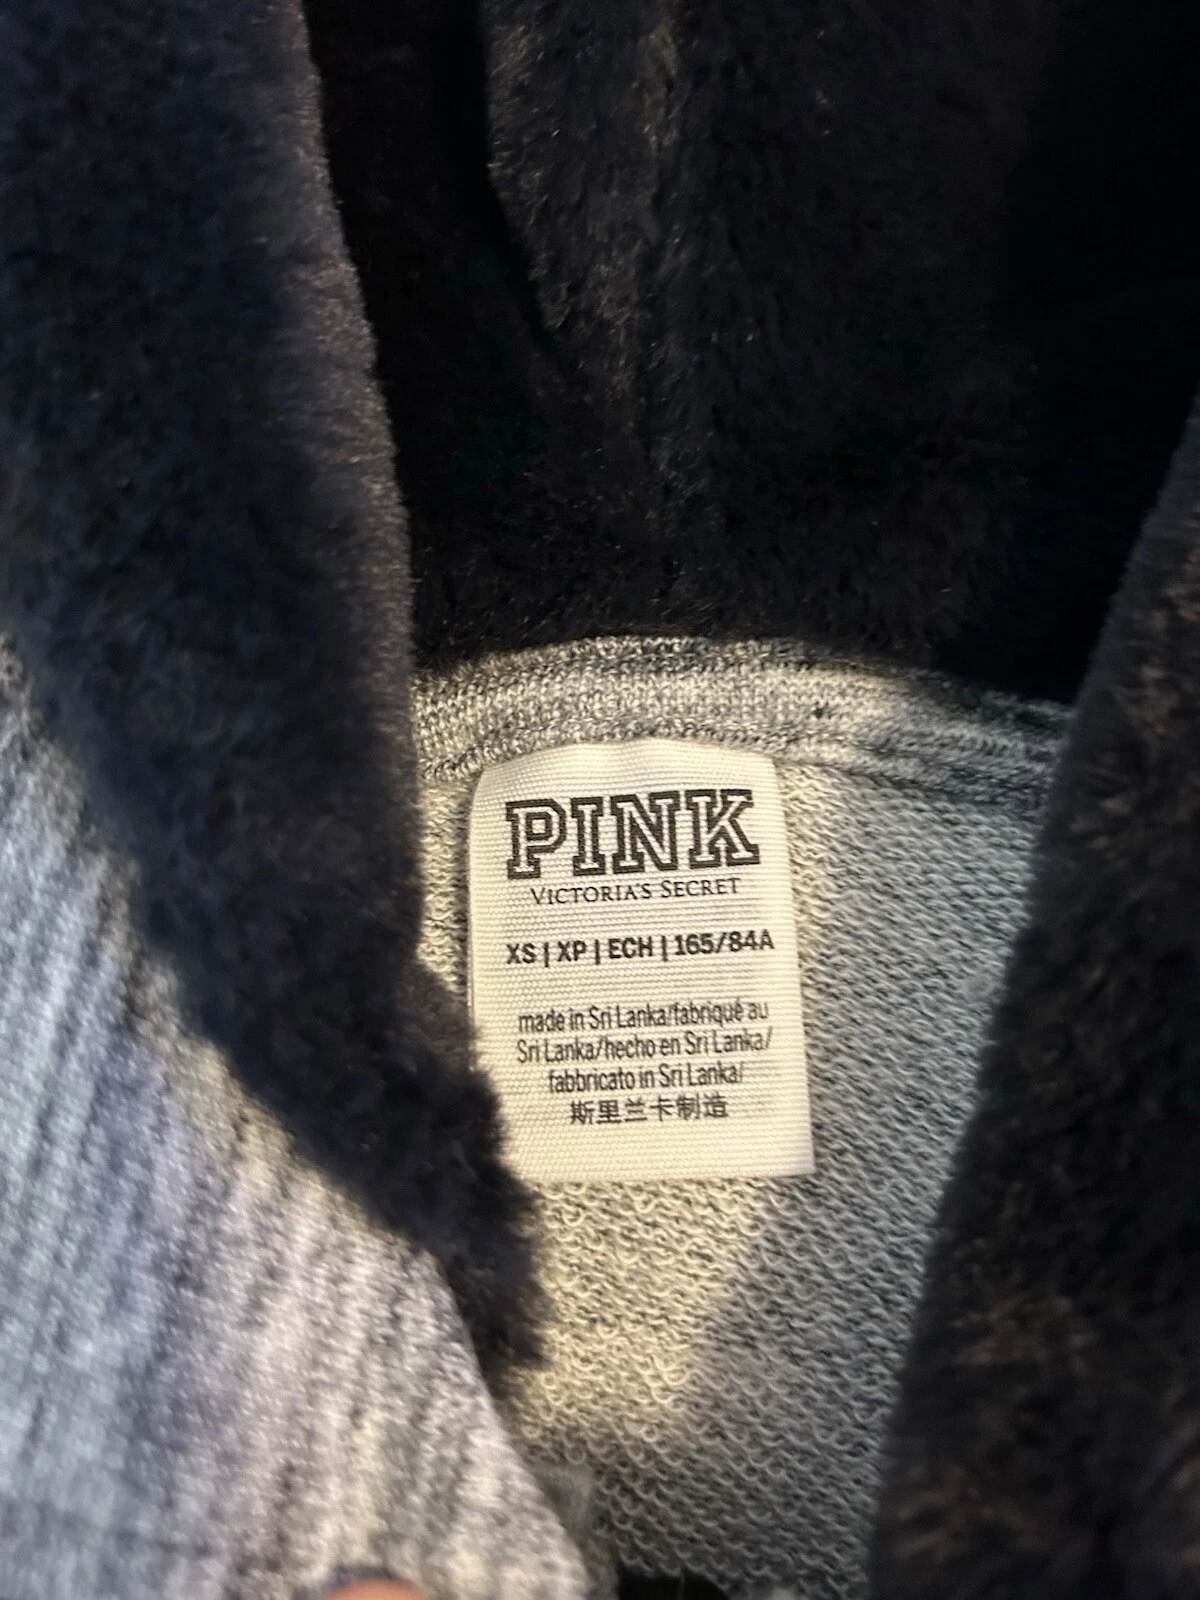 PINK
VICTORIA'S SECRET
XS | XP | ECH | 165/84A
made in Sri Lanka/fabriqué au
Sri Lanka/hecho en Sri Lanka/
fabbricato in Sri Lanka/
斯里兰卡制造